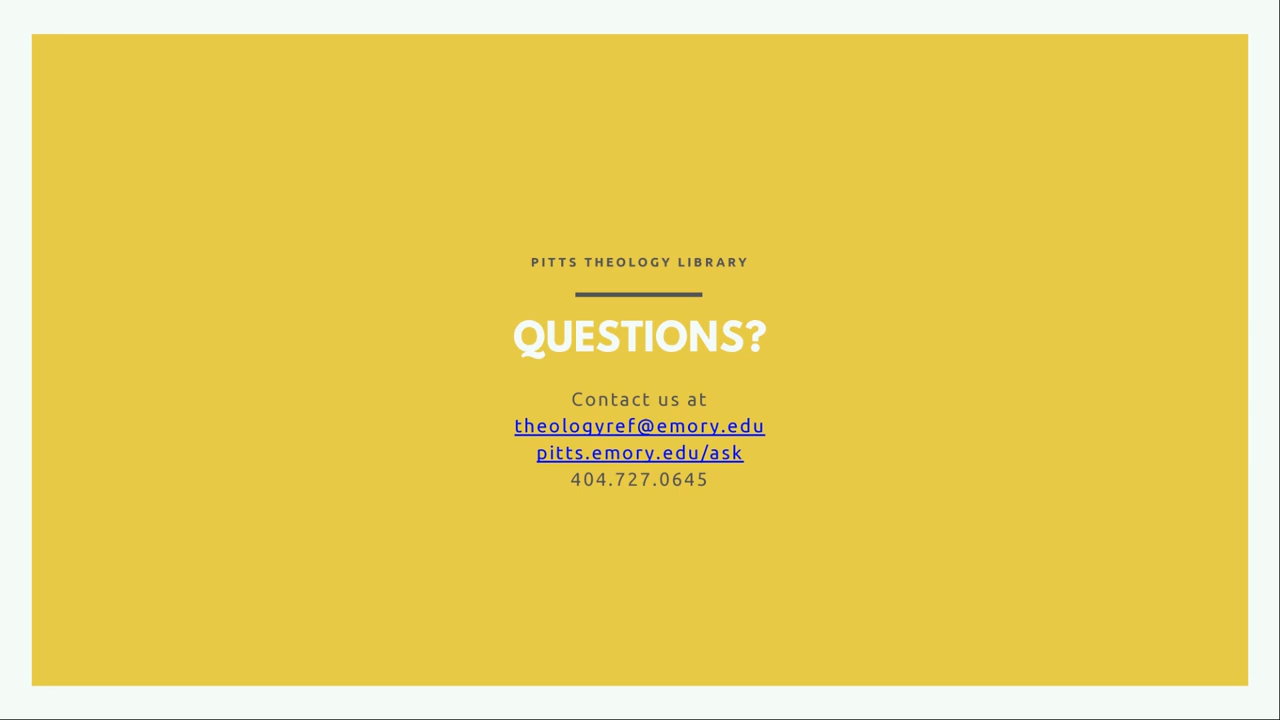 PITTS THEOLOGY LIBRARY
QUESTIONS?
Contact us at
theologyref@emory.edu
pitts.emory.edu/ask
404.727.0645